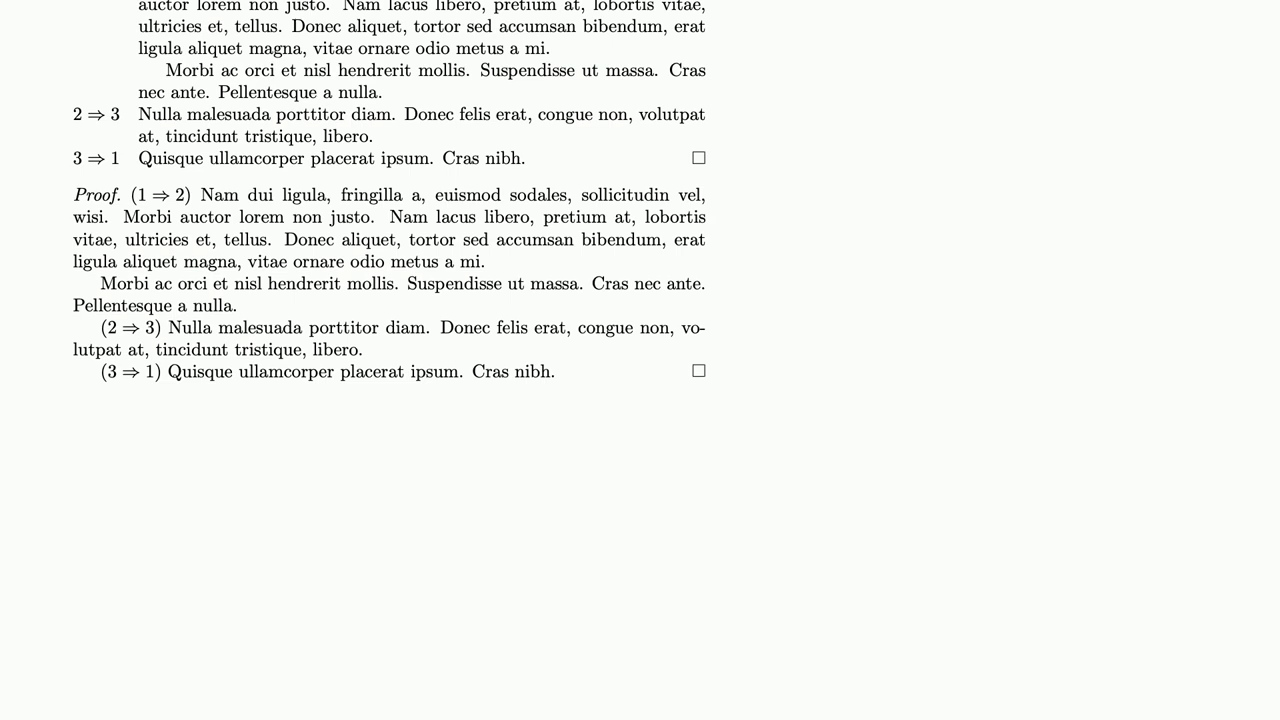 auctor lorem non justo. Nam lacus libero, pretium at, lobortis vitae,
ultricies et, tellus. Donec aliquet, tortor sed accumsan bibendum, erat
ligula aliquet magna, vitae ornare odio metus a mi.
Morbi ac orci et nisl hendrerit mollis. Suspendisse ut massa. Cras
nec ante. Pellentesque a nulla.
2 ⇒ 3 Nulla malesuada porttitor diam. Donec felis erat, congue non, volutpat
at, tincidunt tristique, libero.
3 ⇒ 1 Quisque ullamcorper placerat ipsum. Cras nibh. □
Proof. (1 ⇒ 2) Nam dui ligula, fringilla a, euismod sodales, sollicitudin vel,
wisi. Morbi auctor lorem non justo. Nam lacus libero, pretium at, lobortis
vitae, ultricies et, tellus. Donec aliquet, tortor sed accumsan bibendum, erat
ligula aliquet magna, vitae ornare odio metus a mi.
Morbi ac orci et nisl hendrerit mollis. Suspendisse ut massa. Cras nec ante.
Pellentesque a nulla.
(2 ⇒ 3) Nulla malesuada porttitor diam. Donec felis erat, congue non, vo-
lutpat at, tincidunt tristique, libero.
(3 ⇒ 1) Quisque ullamcorper placerat ipsum. Cras nibh. □